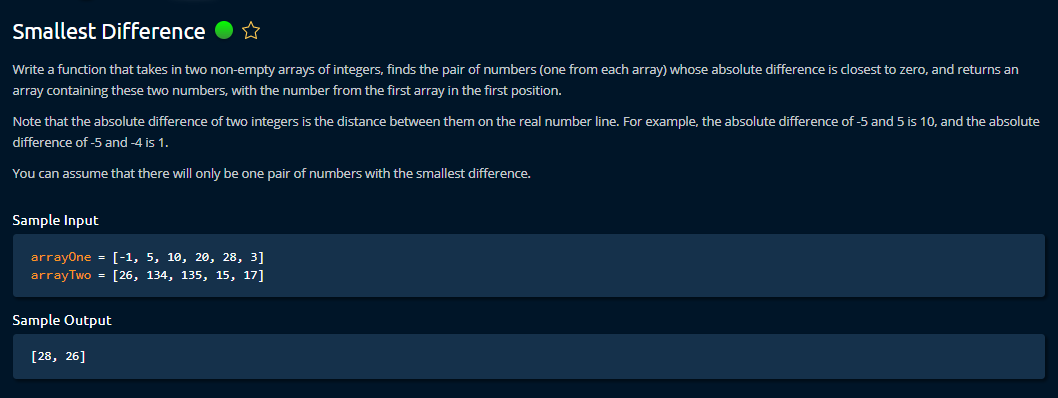 Smallest Difference
Write a function that takes in two non-empty arrays of integers, finds the pair of numbers (one from each array) whose absolute difference is closest to zero, and returns an
array containing these two numbers, with the number from the first array in the first position.
Note that the absolute difference of two integers is the distance between them on the real number line. For example, the absolute difference of -5 and 5 is 10, and the absolute
difference of -5 and -4 is 1.
You can assume that there will only be one pair of numbers with the smallest difference.
Sample Input
arrayOne = [-1, 5, 10, 20, 28, 3]
arrayTwo = [26, 134, 135, 15, 17]
Sample Output
[28, 26]